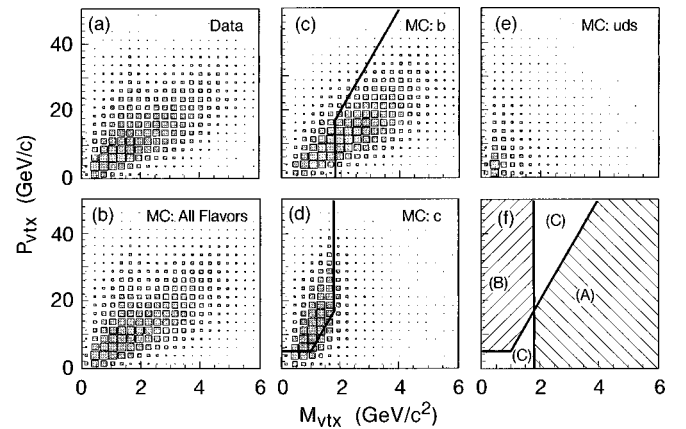 (a) Data (c) MC: b (e) MC: uds
40
20
0
P_vtx (GeV/c)
(b) MC: All Flavors (d) MC: c (f) (C)
(B) (A)
(C)
40
20
0
0 2 4 6 0 2 4 6 0 2 4 6
M_vtx (GeV/c²)